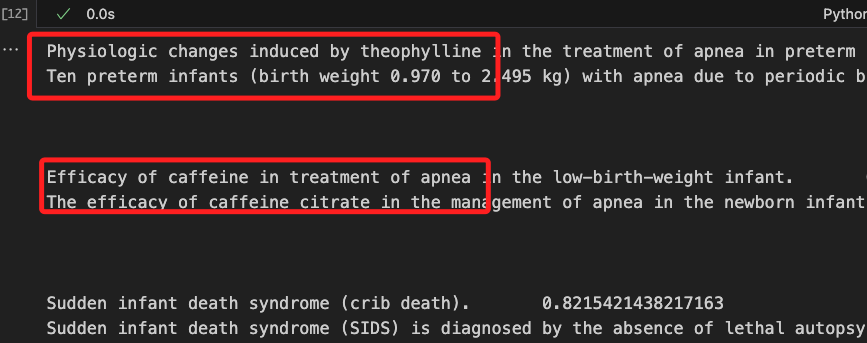 [12] ✓ 0.0s Python
... Physiologic changes induced by theophylline in the treatment of apnea in preterm
Ten preterm infants (birth weight 0.970 to 2.495 kg) with apnea due to periodic b
Efficacy of caffeine in treatment of apnea in the low-birth-weight infant.
The efficacy of caffeine citrate in the management of apnea in the newborn infant
Sudden infant death syndrome (crib death). 0.8215421438217163
Sudden infant death syndrome (SIDS) is diagnosed by the absence of lethal autopsy